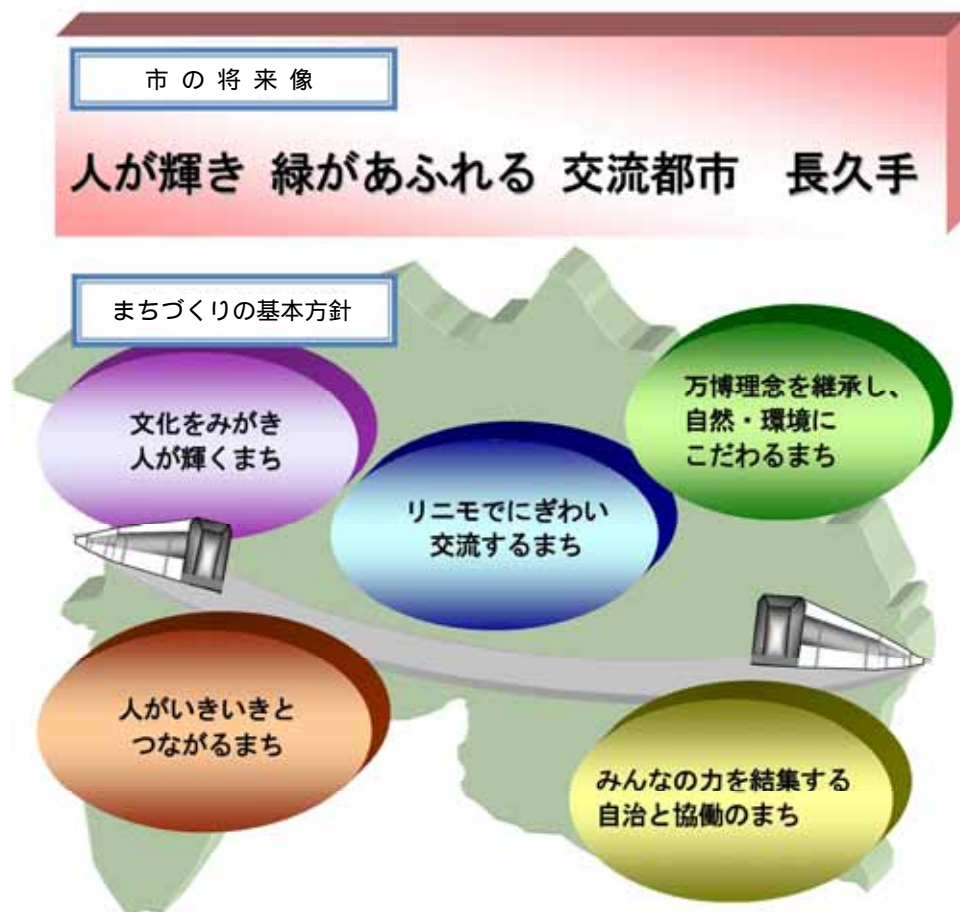 市の将来像
人が輝き 緑があふれる 交流都市　長久手
まちづくりの基本方針
文化をみがき
人が輝くまち
万博理念を継承し、
自然・環境に
こだわるまち
リニモでにぎわい
交流するまち
人がいきいきと
つながるまち
みんなの力を結集する
自治と協働のまち